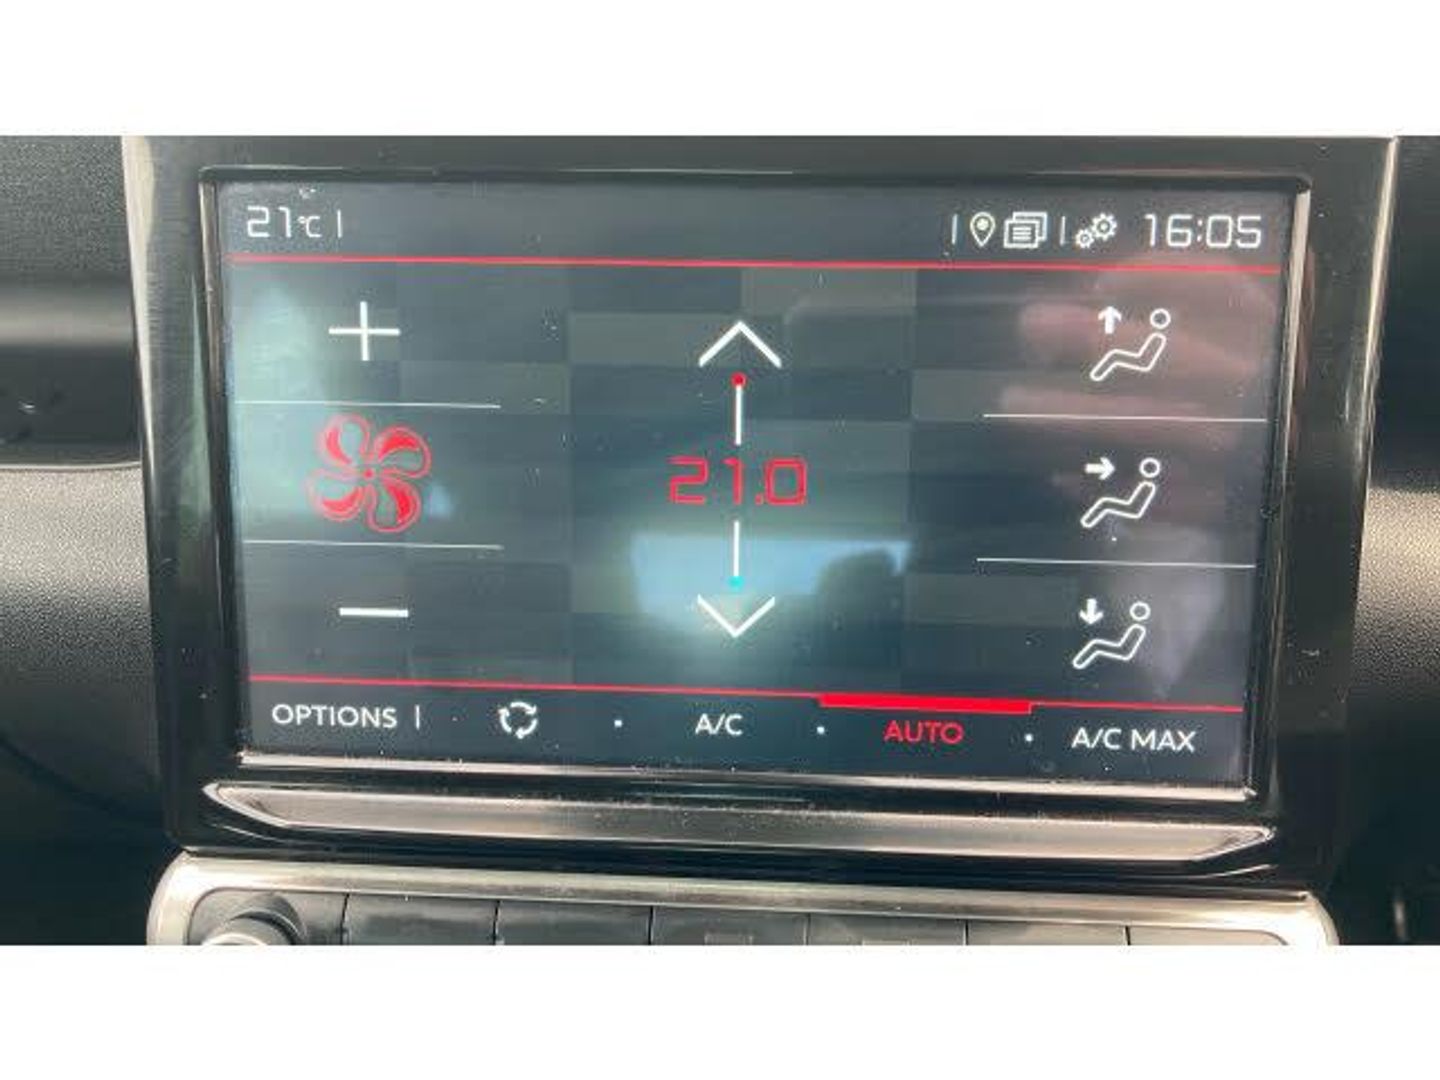 21°C
16:05
21.0
OPTIONS
A/C
AUTO
A/C MAX